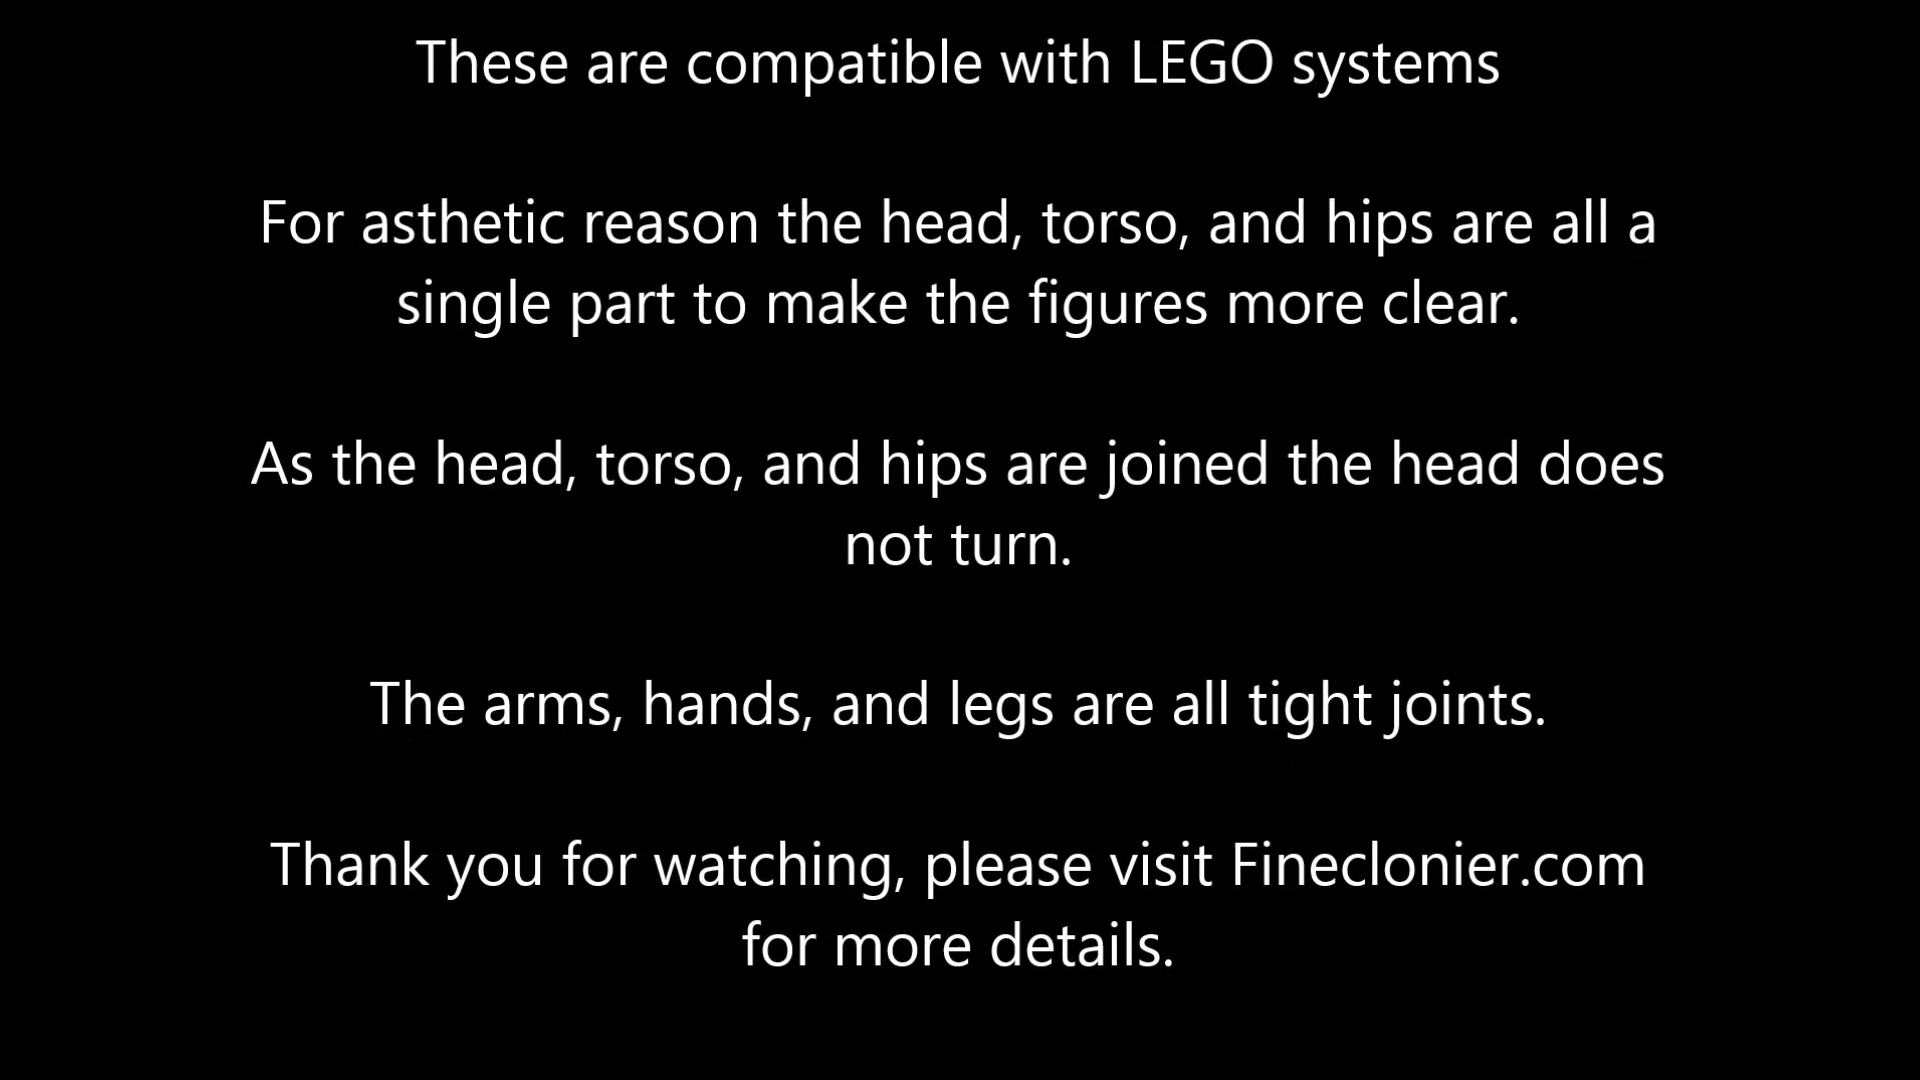 These are compatible with LEGO systems
For asthetic reason the head, torso, and hips are all a
single part to make the figures more clear.
As the head, torso, and hips are joined the head does
not turn.
The arms, hands, and legs are all tight joints.
Thank you for watching, please visit Fineclonier.com
for more details.